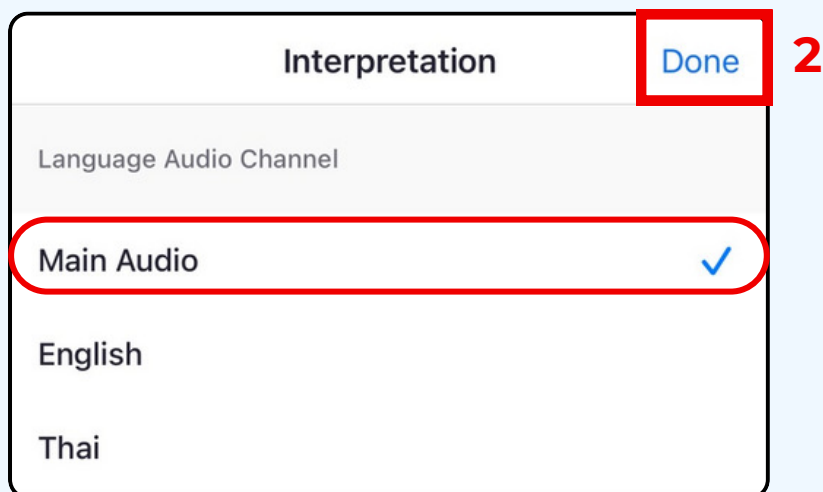 Interpretation Done 2
Language Audio Channel
Main Audio
English
Thai